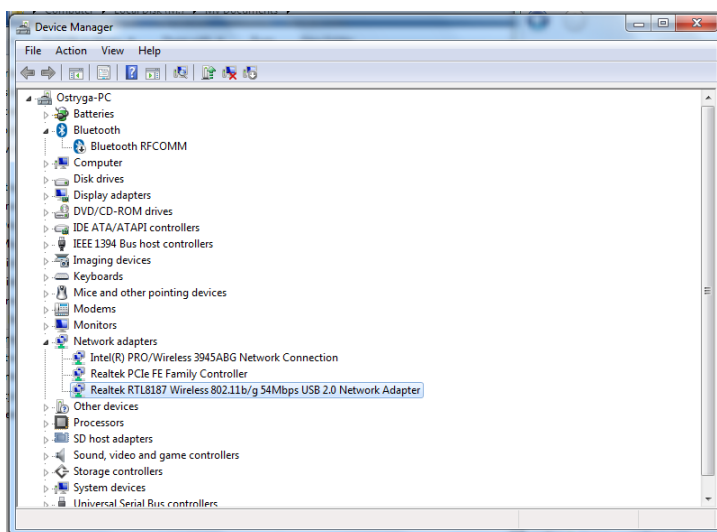 Device Manager
File Action View Help
Ostryga-PC
Batteries
Bluetooth
Bluetooth RFCOMM
Computer
Disk drives
Display adapters
DVD/CD-ROM drives
IDE ATA/ATAPI controllers
IEEE 1394 Bus host controllers
Imaging devices
Keyboards
Mice and other pointing devices
Modems
Monitors
Network adapters
Intel(R) PRO/Wireless 3945ABG Network Connection
Realtek PCIe FE Family Controller
Realtek RTL8187 Wireless 802.11b/g 54Mbps USB 2.0 Network Adapter
Other devices
Processors
SD host adapters
Sound, video and game controllers
Storage controllers
System devices
Universal Serial Bus controllers